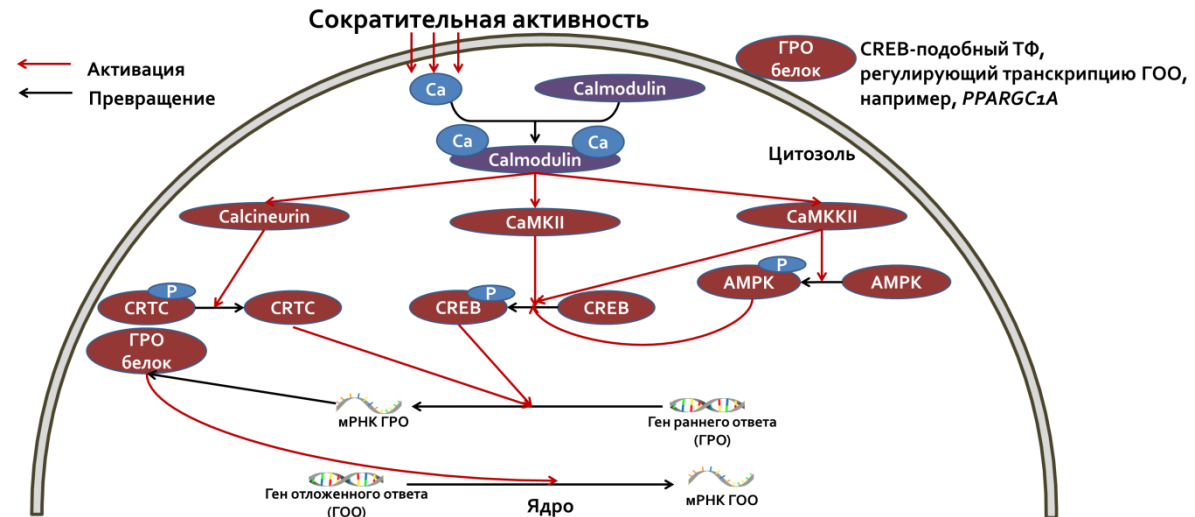 Сократительная активность
Активация
Превращение
ГРО
белок
CREB-подобный ТФ,
регулирующий транскрипцию ГОО,
например, PPARGC1A
Ca
Calmodulin
Ca
Ca
Calmodulin
Цитозоль
Calcineurin
CaMKII
CaMKKII
P
CRTC
CRTC
P
CREB
CREB
P
AMPK
AMPK
ГРО
белок
мРНК ГРО
Ген раннего ответа
(ГРО)
Ген отложенного ответа
(ГОО)
Ядро
мРНК ГОО